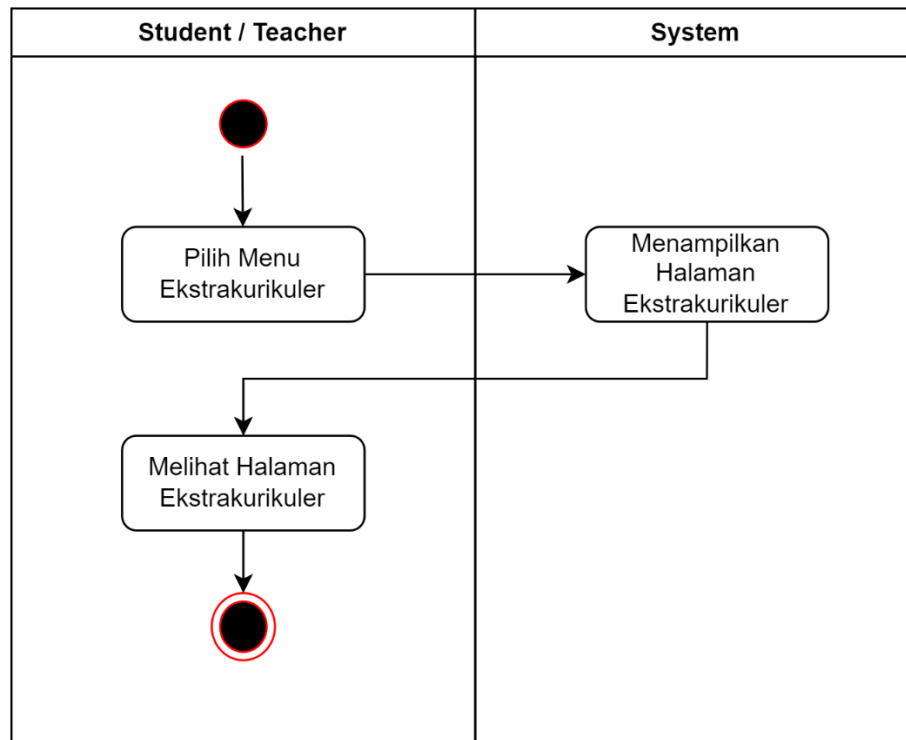 Student / Teacher
System
Pilih Menu
Ekstrakurikuler
Menampilkan
Halaman
Ekstrakurikuler
Melihat Halaman
Ekstrakurikuler